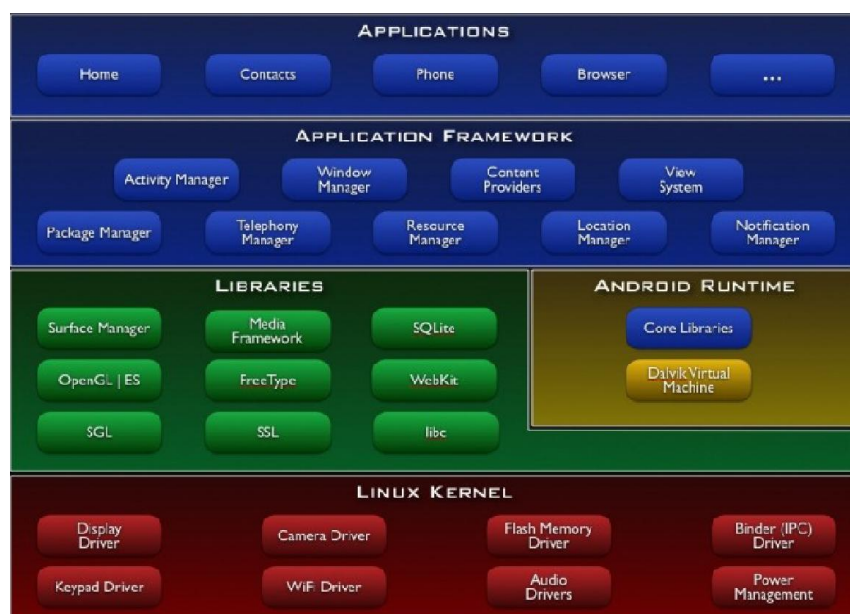 APPLICATIONS
Home
Contacts
Phone
Browser
...
APPLICATION FRAMEWORK
Activity Manager
Window
Manager
Content
Providers
View
System
Package Manager
Telephony
Manager
Resource
Manager
Location
Manager
Notification
Manager
LIBRARIES
Surface Manager
Media
Framework
SQLite
OpenGL | ES
FreeType
WebKit
SGL
SSL
libc
ANDROID RUNTIME
Core Libraries
Dalvik Virtual
Machine
LINUX KERNEL
Display
Driver
Camera Driver
Flash Memory
Driver
Binder (IPC)
Driver
Keypad Driver
WiFi Driver
Audio
Drivers
Power
Management